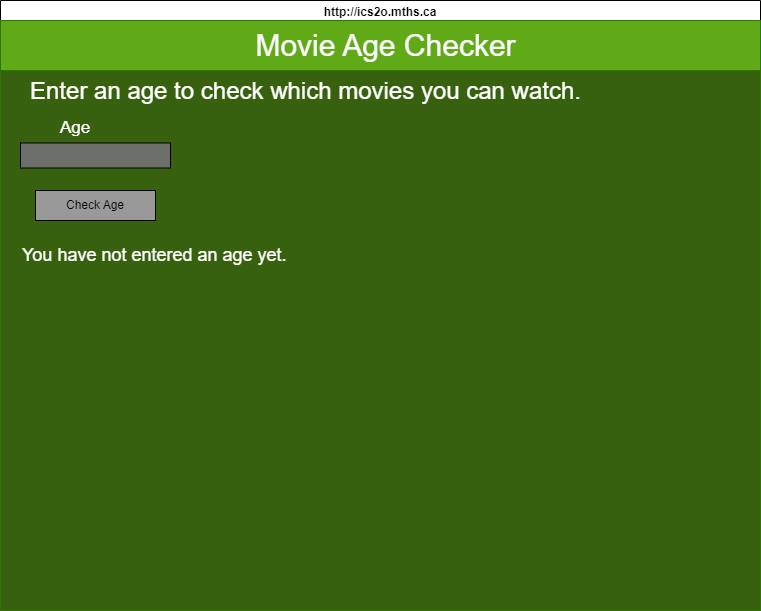 http://ics2o.mths.ca
Movie Age Checker
Enter an age to check which movies you can watch.
Age
Check Age
You have not entered an age yet.